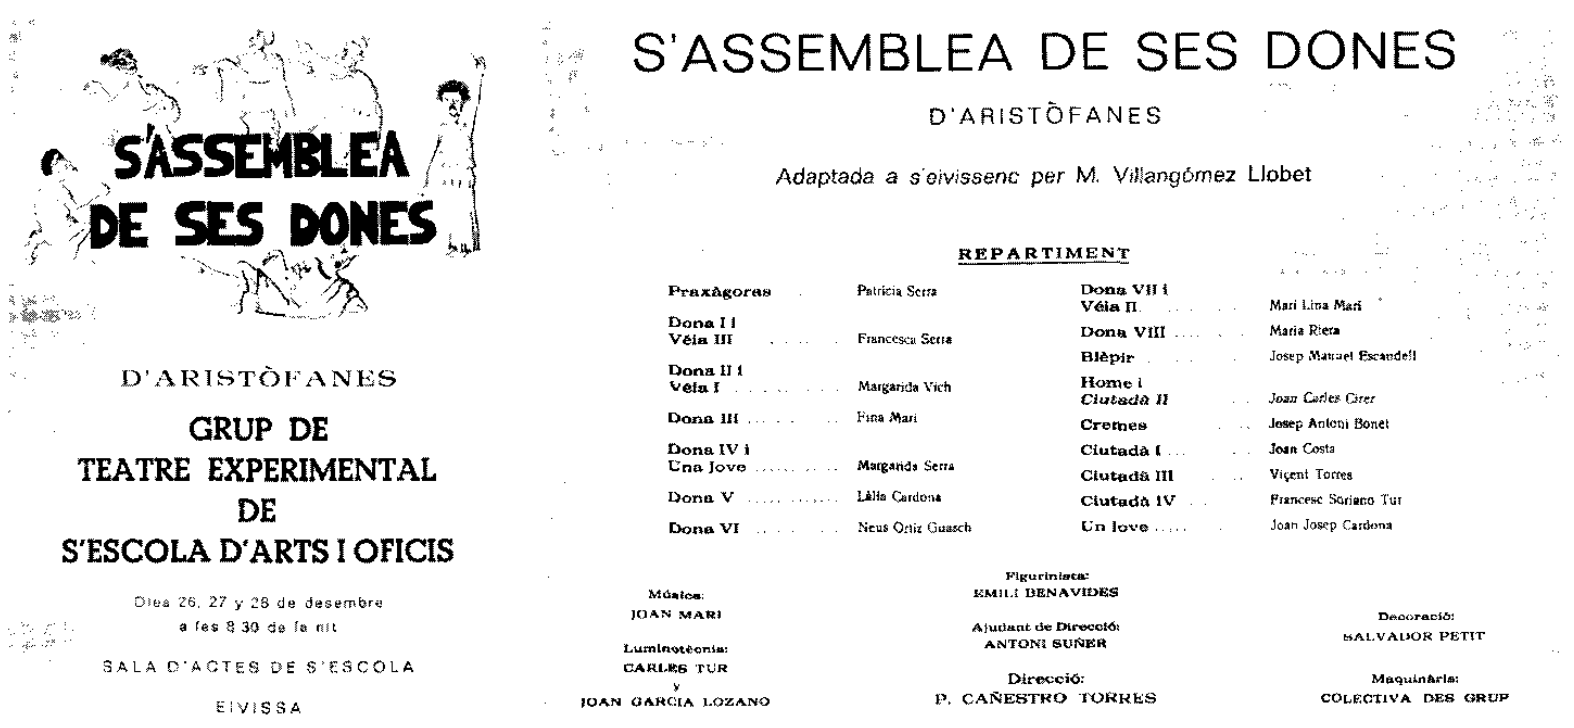 S'ASSEMBLEA
DE SES DONES
D'ARISTÒFANES
GRUP DE
TEATRE EXPERIMENTAL
DE
S'ESCOLA D'ARTS I OFICIS
Dies 26, 27 y 28 de desembre
a les 8'30 de la nit
SALA D'ACTES DE S'ESCOLA
EIVISSA
S'ASSEMBLEA DE SES DONES
D'ARISTÒFANES
Adaptada a s'eivissenc per M. Villangómez Llobet
REPARTIMENT
Praxàgoras . Patricia Serra
Dona I i
Véia III . . . . . Francesca Serra
Dona II i
Véia I . . . . . . . Margarida Vich
Dona III . . . . . . Fina Marí
Dona IV i
Una Jove . . . . . . . . Margarida Serra
Dona V . . . . . . . . . . Làlia Cardona
Dona VI . . . . . . Neus Ortiz Guasch
Dona VII i
Véia II. . . . . . Mari Lina Marí
Dona VIII . . . . . . Maria Riera
Blèpir . . . . Josep Manuel Escandell
Home i
Ciutadà II . . Joan Carles Cirer
Cremes . . . Josep Antoni Bonet
Ciutadà I . . . . . Joan Costa
Ciutadà III . . . Viçent Torres
Ciutadà IV . . Francesc Soriano Tur
Un Jove . . . . . . Joan Josep Cardona
Música:
JOAN MARI
Luminotècnia:
CARLES TUR
y
JOAN GARCIA LOZANO
Figurinista:
EMILI BENAVIDES
Ajudant de Direcció:
ANTONI SUÑER
Direcció:
P. CAÑESTRO TORRES
Decoració:
SALVADOR PETIT
Maquinària:
COLECTIVA DES GRUP